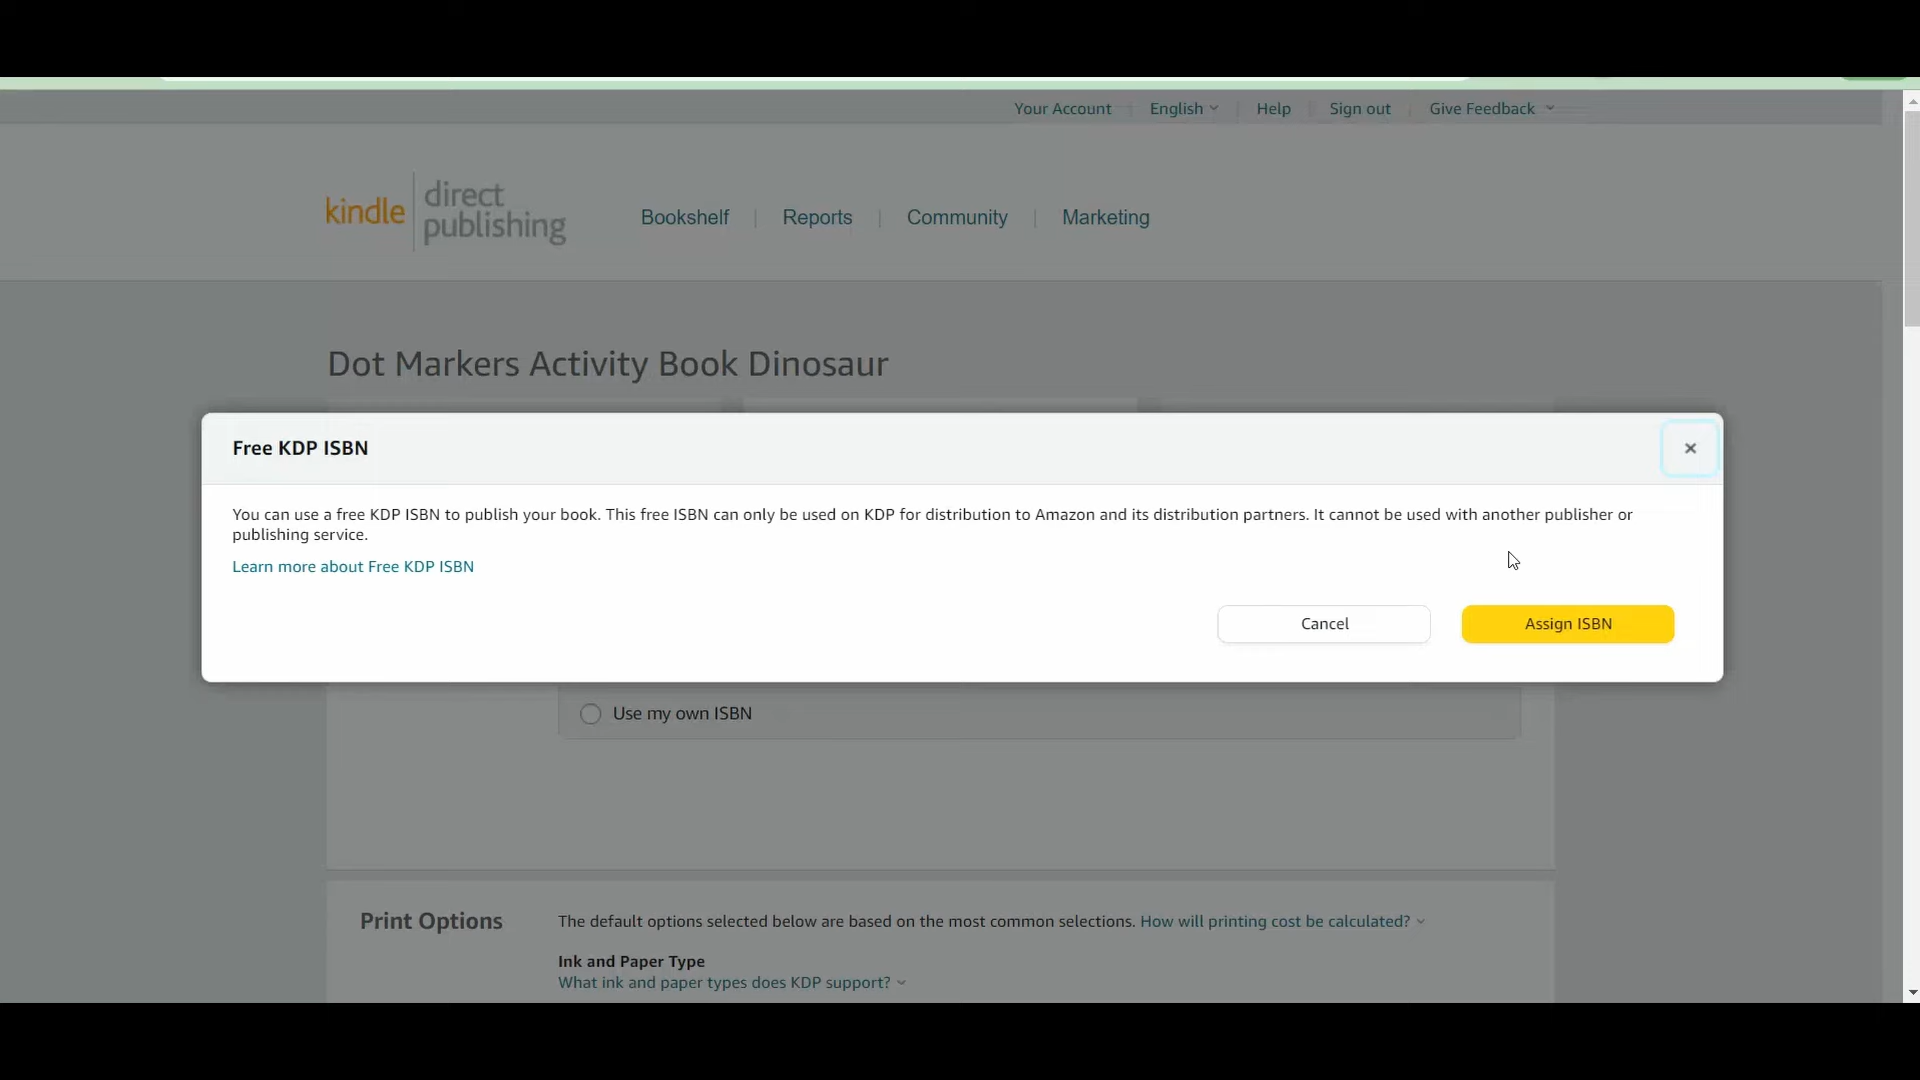 Your Account English Help Sign out Give Feedback
kindle direct publishing
Bookshelf Reports Community Marketing
Dot Markers Activity Book Dinosaur
Free KDP ISBN
You can use a free KDP ISBN to publish your book. This free ISBN can only be used on KDP for distribution to Amazon and its distribution partners. It cannot be used with another publisher or
publishing service.
Learn more about Free KDP ISBN
Cancel Assign ISBN
Use my own ISBN
Print Options The default options selected below are based on the most common selections. How will printing cost be calculated?
Ink and Paper Type
What ink and paper types does KDP support?